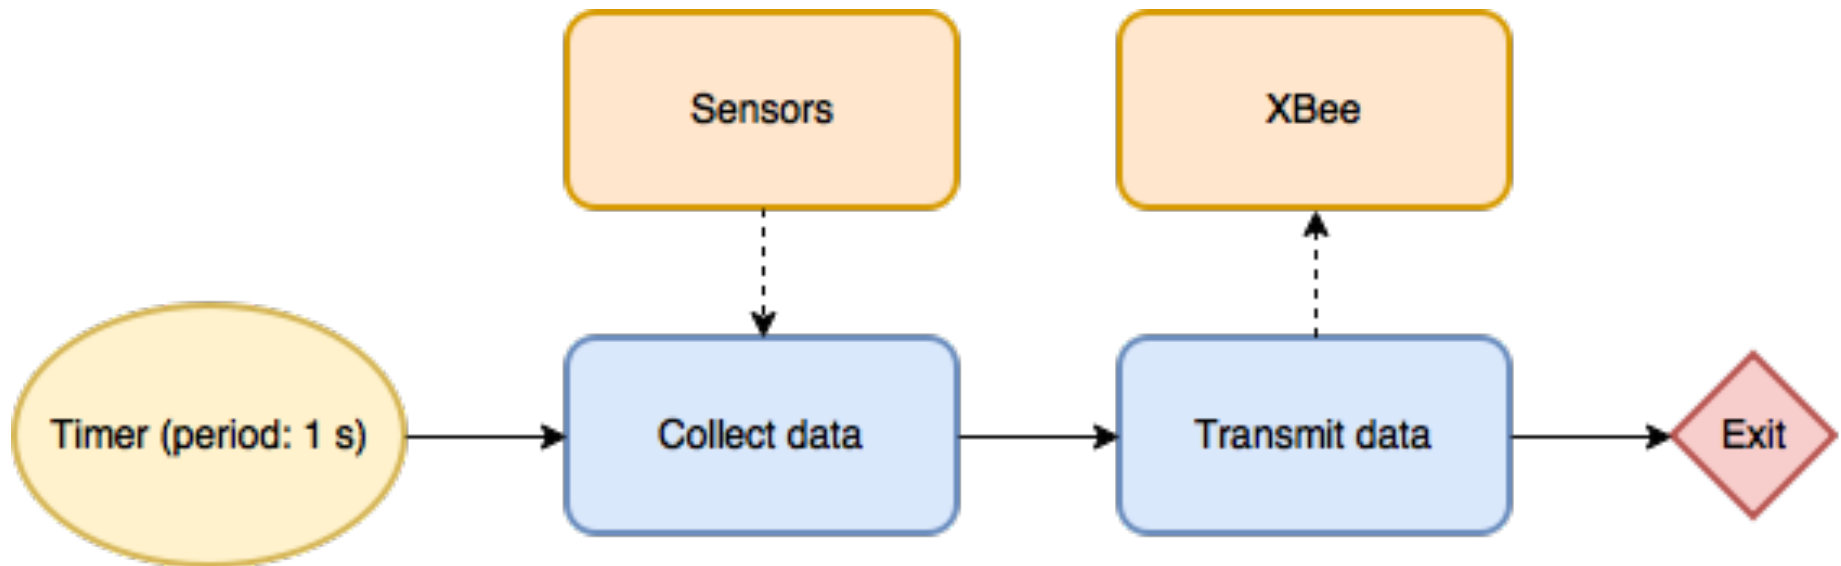 Sensors
XBee
Timer (period: 1 s)
Collect data
Transmit data
Exit